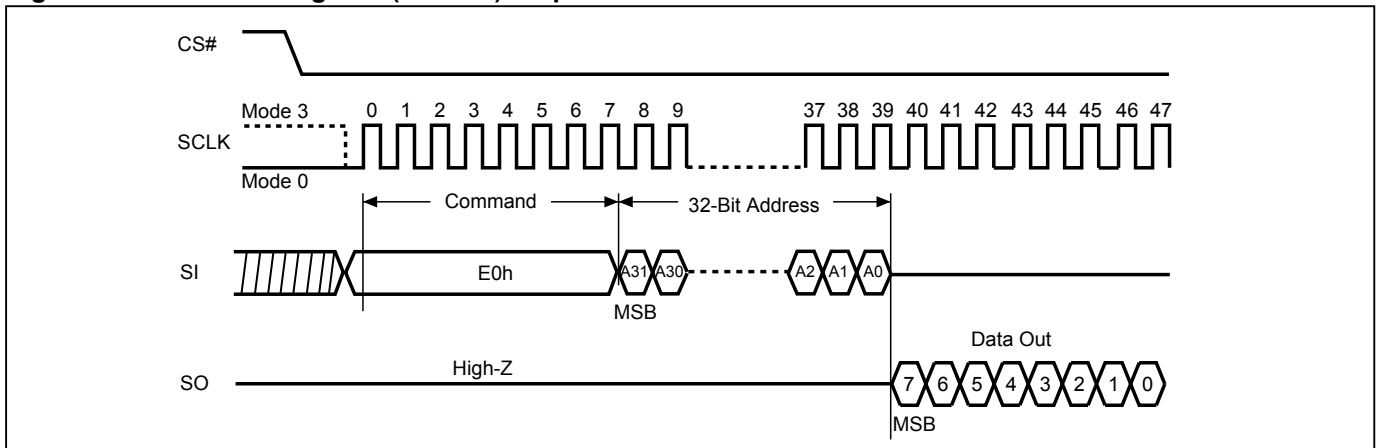 CS#
Mode 3
0 1 2 3 4 5 6 7 8 9 37 38 39 40 41 42 43 44 45 46 47
SCLK
Mode 0
Command 32-Bit Address
SI E0h A31 A30 A2 A1 A0
MSB
Data Out
High-Z
SO 7 6 5 4 3 2 1 0
MSB